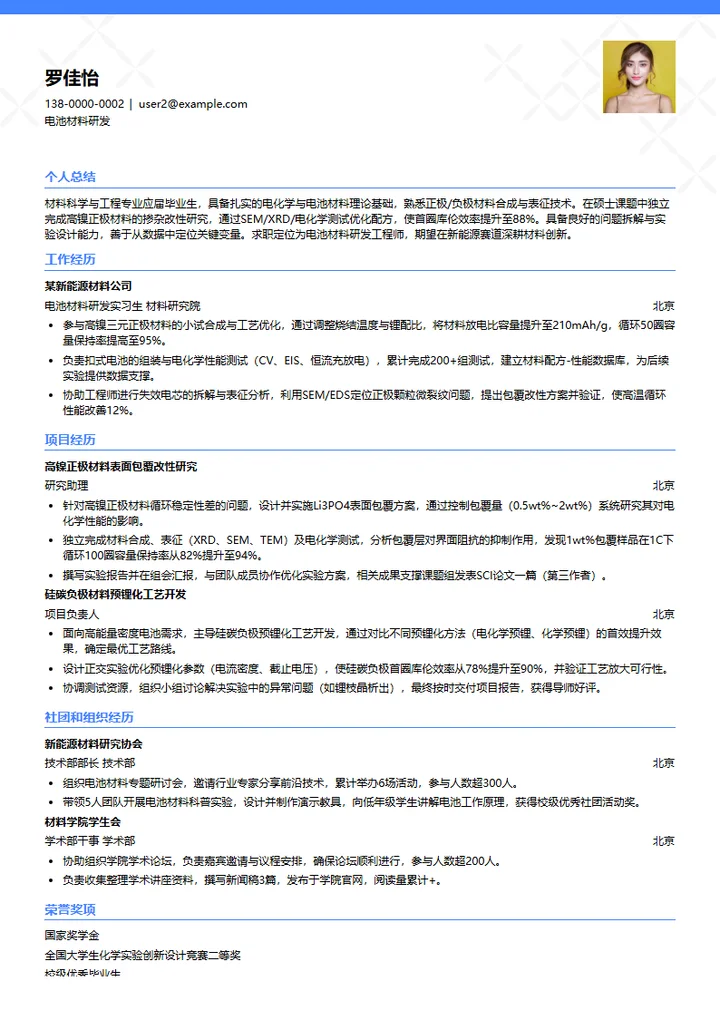 罗佳怡
138-0000-0002 | user2@example.com
电池材料研发
个人总结
材料科学与工程专业应届毕业生，具备扎实的电化学与电池材料理论基础，熟悉正极/负极材料合成与表征技术。在硕士课题中独立
完成高镍正极材料的掺杂改性研究，通过SEM/XRD/电化学测试优化配方，使首圆库伦效率提升至88%。具备良好的问题拆解与实
验设计能力，善于从数据中定位关键变量。求职定位为电池材料研发工程师，期望在新能源赛道深耕材料创新。
工作经历
某新能源材料公司
电池材料研发实习生 材料研究院
北京
• 参与高镍三元正极材料的小试合成与工艺优化，通过调整烧结温度与锂配比，将材料放电比容量提升至210mAh/g，循环50圆容
量保持率提高至95%。
• 负责扣式电池的组装与电化学性能测试（CV、EIS、恒流充放电），累计完成200+组测试，建立材料配方-性能数据库，为后续
实验提供数据支撑。
• 协助工程师进行失效电芯的拆解与表征分析，利用SEM/EDS定位正极颗粒微裂纹问题，提出包覆改性方案并验证，使高温循环
性能改善12%。
项目经历
高镍正极材料表面包覆改性研究
研究助理
北京
• 针对高镍正极材料循环稳定性差的问题，设计并实施Li3PO4表面包覆方案，通过控制包覆量（0.5wt%~2wt%）系统研究其对电
化学性能的影响。
• 独立完成材料合成、表征（XRD、SEM、TEM）及电化学测试，分析包覆层对界面阻抗的抑制作用，发现1wt%包覆样品在1C下
循环100圆容量保持率从82%提升至94%。
• 撰写实验报告并在组会汇报，与团队成员协作优化实验方案，相关成果支撑课题组发表SCI论文一篇（第三作者）。
硅碳负极材料预锂化工艺开发
项目负责人
北京
• 面向高能量密度电池需求，主导硅碳负极预锂化工艺开发，通过对比不同预锂化方法（电化学预锂、化学预锂）的首效提升效
果，确定最优工艺路线。
• 设计正交实验优化预锂化参数（电流密度、截止电压），使硅碳负极首圆库伦效率从78%提升至90%，并验证工艺放大可行性。
• 协调测试资源，组织小组讨论解决实验中的异常问题（如锂枝晶析出），最终按时交付项目报告，获得导师好评。
社团和组织经历
新能源材料研究协会
技术部部长 技术部
北京
• 组织电池材料专题研讨会，邀请行业专家分享前沿技术，累计举办6场活动，参与人数超300人。
• 带领5人团队开展电池材料科普实验，设计并制作演示教具，向低年级学生讲解电池工作原理，获得校级优秀社团活动奖。
材料学院学生会
学术部干事 学术部
北京
• 协助组织学院学术论坛，负责嘉宾邀请与议程安排，确保论坛顺利进行，参与人数超200人。
• 负责收集整理学术讲座资料，撰写新闻稿3篇，发布于学院官网，阅读量累计+。
荣誉奖项
国家奖学金
全国大学生化学实验创新设计竞赛二等奖
校级优秀毕业生